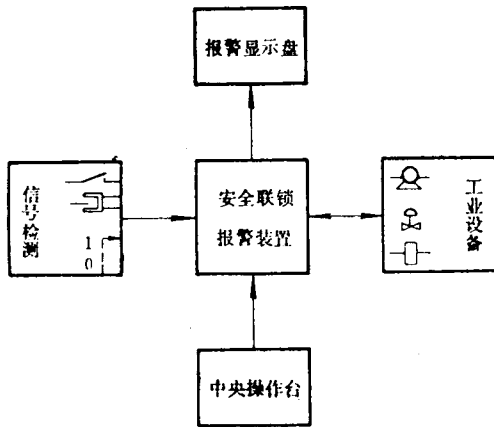 报警显示盘
信号检测
1
0
安全联锁
报警装置
工业设备
中央操作台